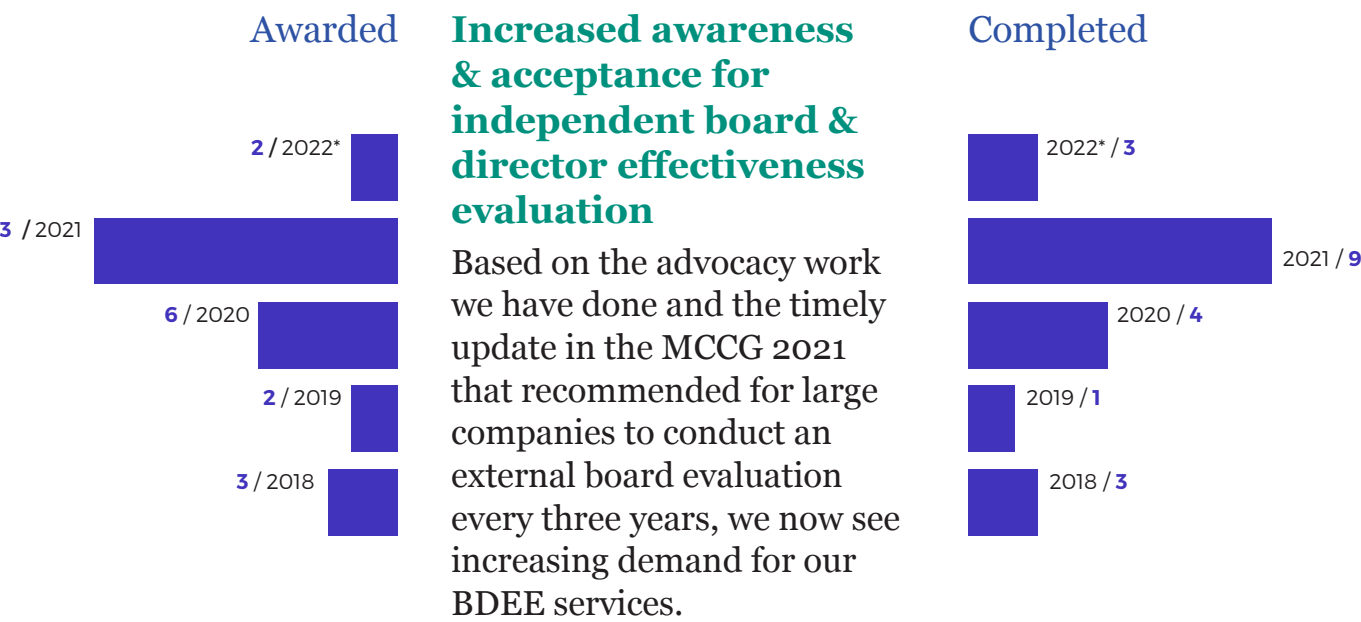 Awarded
2 / 2022*
3 / 2021
6 / 2020
2 / 2019
3 / 2018
Increased awareness
& acceptance for
independent board &
director effectiveness
evaluation
Based on the advocacy work
we have done and the timely
update in the MCCG 2021
that recommended for large
companies to conduct an
external board evaluation
every three years, we now see
increasing demand for our
BDEE services.
Completed
2022* / 3
2021 / 9
2020 / 4
2019 / 1
2018 / 3